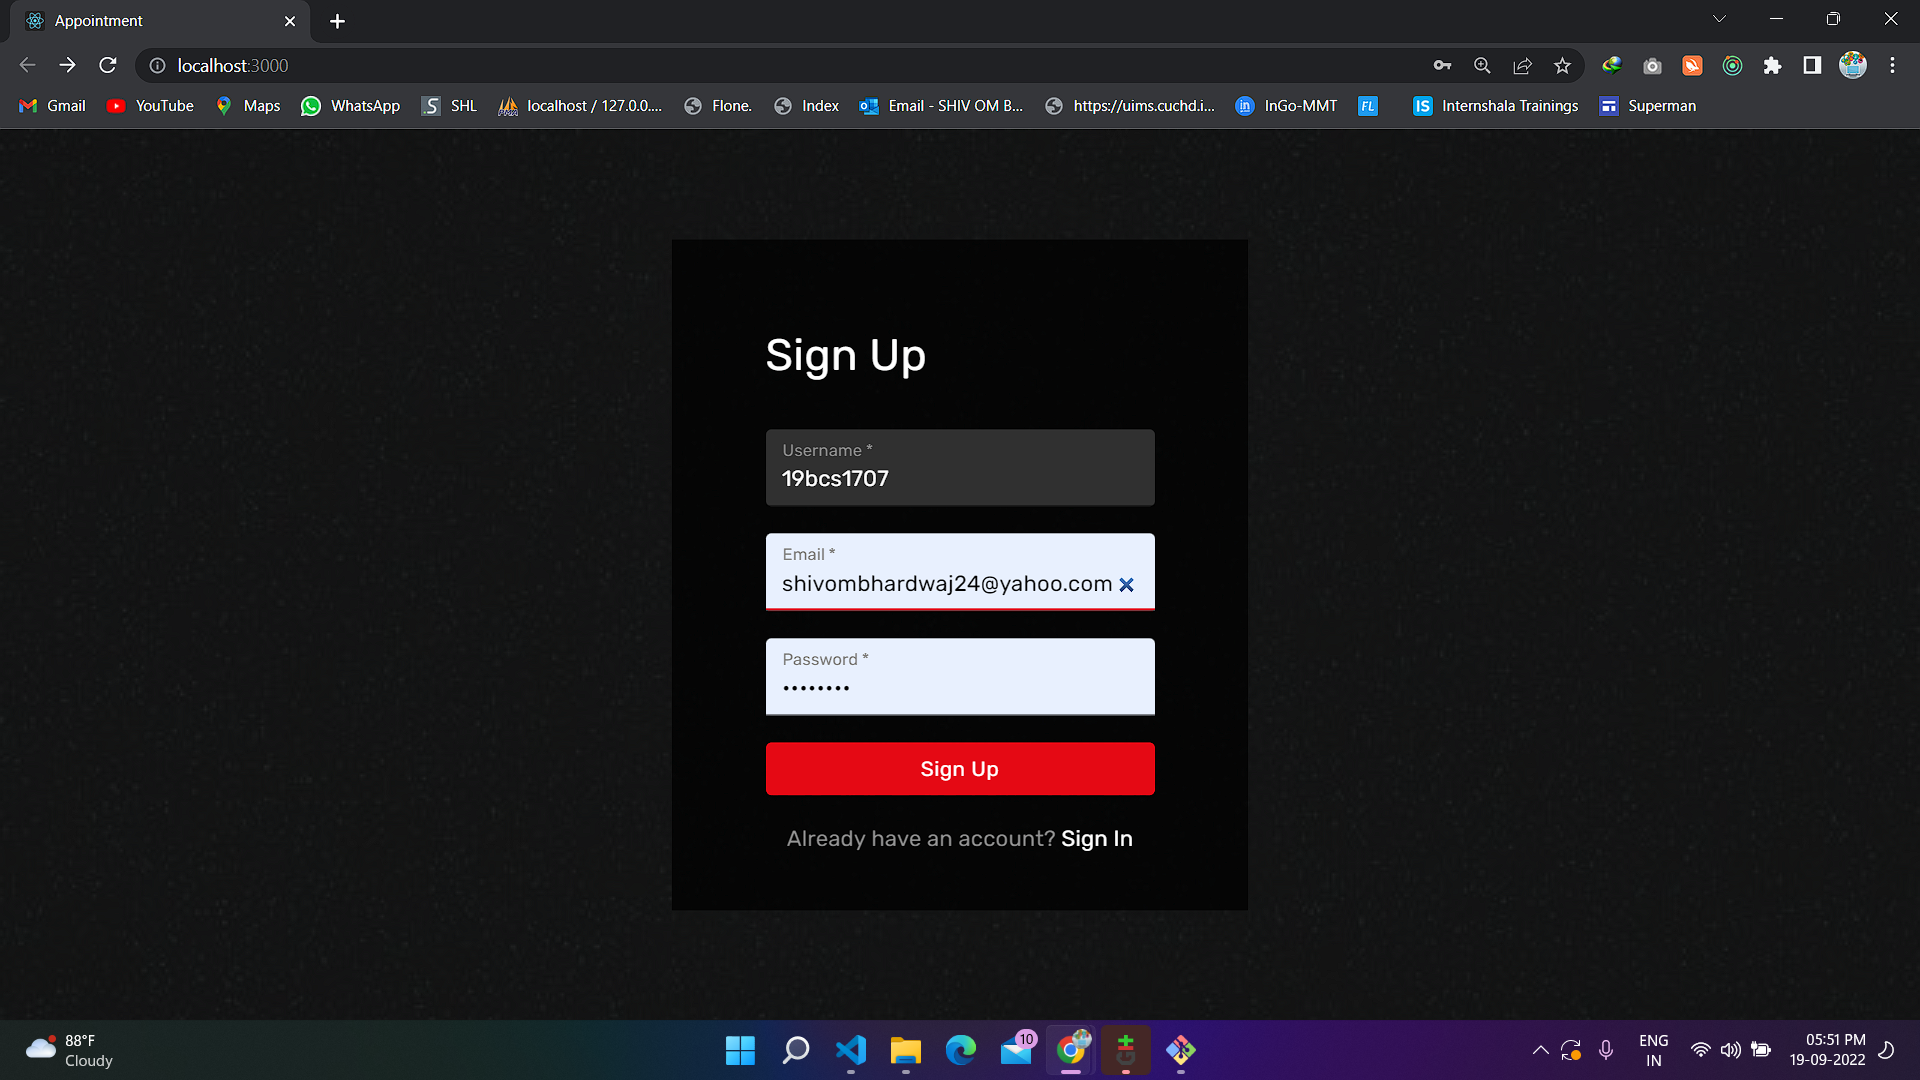 Appointment
localhost:3000
Gmail YouTube Maps WhatsApp SHL localhost / 127.0.0.... Flone. Index Email - SHIV OM B... https://uims.cuchd.i... InGo-MMT FL IS Internshala Trainings Superman
Sign Up
Username *
19bcs1707
Email *
shivombhardwaj24@yahoo.com
Password *
••••••••
Sign Up
Already have an account? Sign In
88°F
Cloudy
10
ENG
IN
05:51 PM
19-09-2022